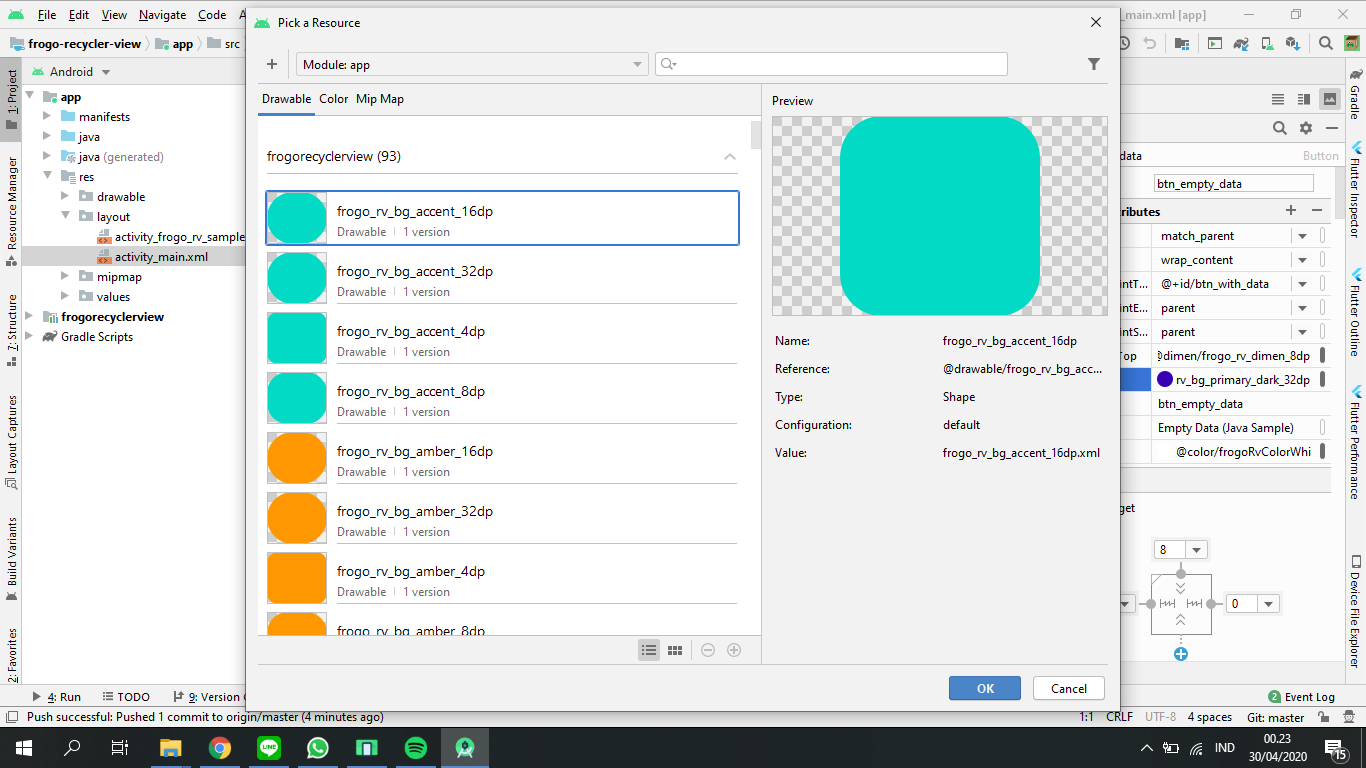 File Edit View Navigate Code A
Pick a Resource
_main.xml [app]
frogo-recycler-view app src
Module: app
Android
Drawable Color Mip Map
Preview
app
manifests
java
java (generated)
res
drawable
layout
activity_frogo_rv_sample
activity_main.xml
mipmap
values
frogorecyclerview
Gradle Scripts
1: Project
Resource Manager
7: Structure
Layout Captures
Build Variants
2: Favorites
frogorecyclerview (93)
frogo_rv_bg_accent_16dp
Drawable 1 version
frogo_rv_bg_accent_32dp
Drawable 1 version
frogo_rv_bg_accent_4dp
Drawable 1 version
frogo_rv_bg_accent_8dp
Drawable 1 version
frogo_rv_bg_amber_16dp
Drawable 1 version
frogo_rv_bg_amber_32dp
Drawable 1 version
frogo_rv_bg_amber_4dp
Drawable 1 version
frogo_rv_bg_amber_8dp
Name: frogo_rv_bg_accent_16dp
Reference: @drawable/frogo_rv_bg_acc...
Type: Shape
Configuration: default
Value: frogo_rv_bg_accent_16dp.xml
OK Cancel
data Button
btn_empty_data
ributes
match_parent
wrap_content
intT... @+id/btn_with_data
intE... parent
intS... parent
Top @dimen/frogo_rv_dimen_8dp
rv_bg_primary_dark_32dp
btn_empty_data
Empty Data (Java Sample)
@color/frogoRvColorWhi
get
8
0
Gradle
Flutter Inspector
Flutter Outline
Flutter Performance
Device File Explorer
4: Run TODO 9: Version C
2 Event Log
Push successful: Pushed 1 commit to origin/master (4 minutes ago)
1:1 CRLF UTF-8 4 spaces Git: master
LINE
IND
00.23
30/04/2020
15